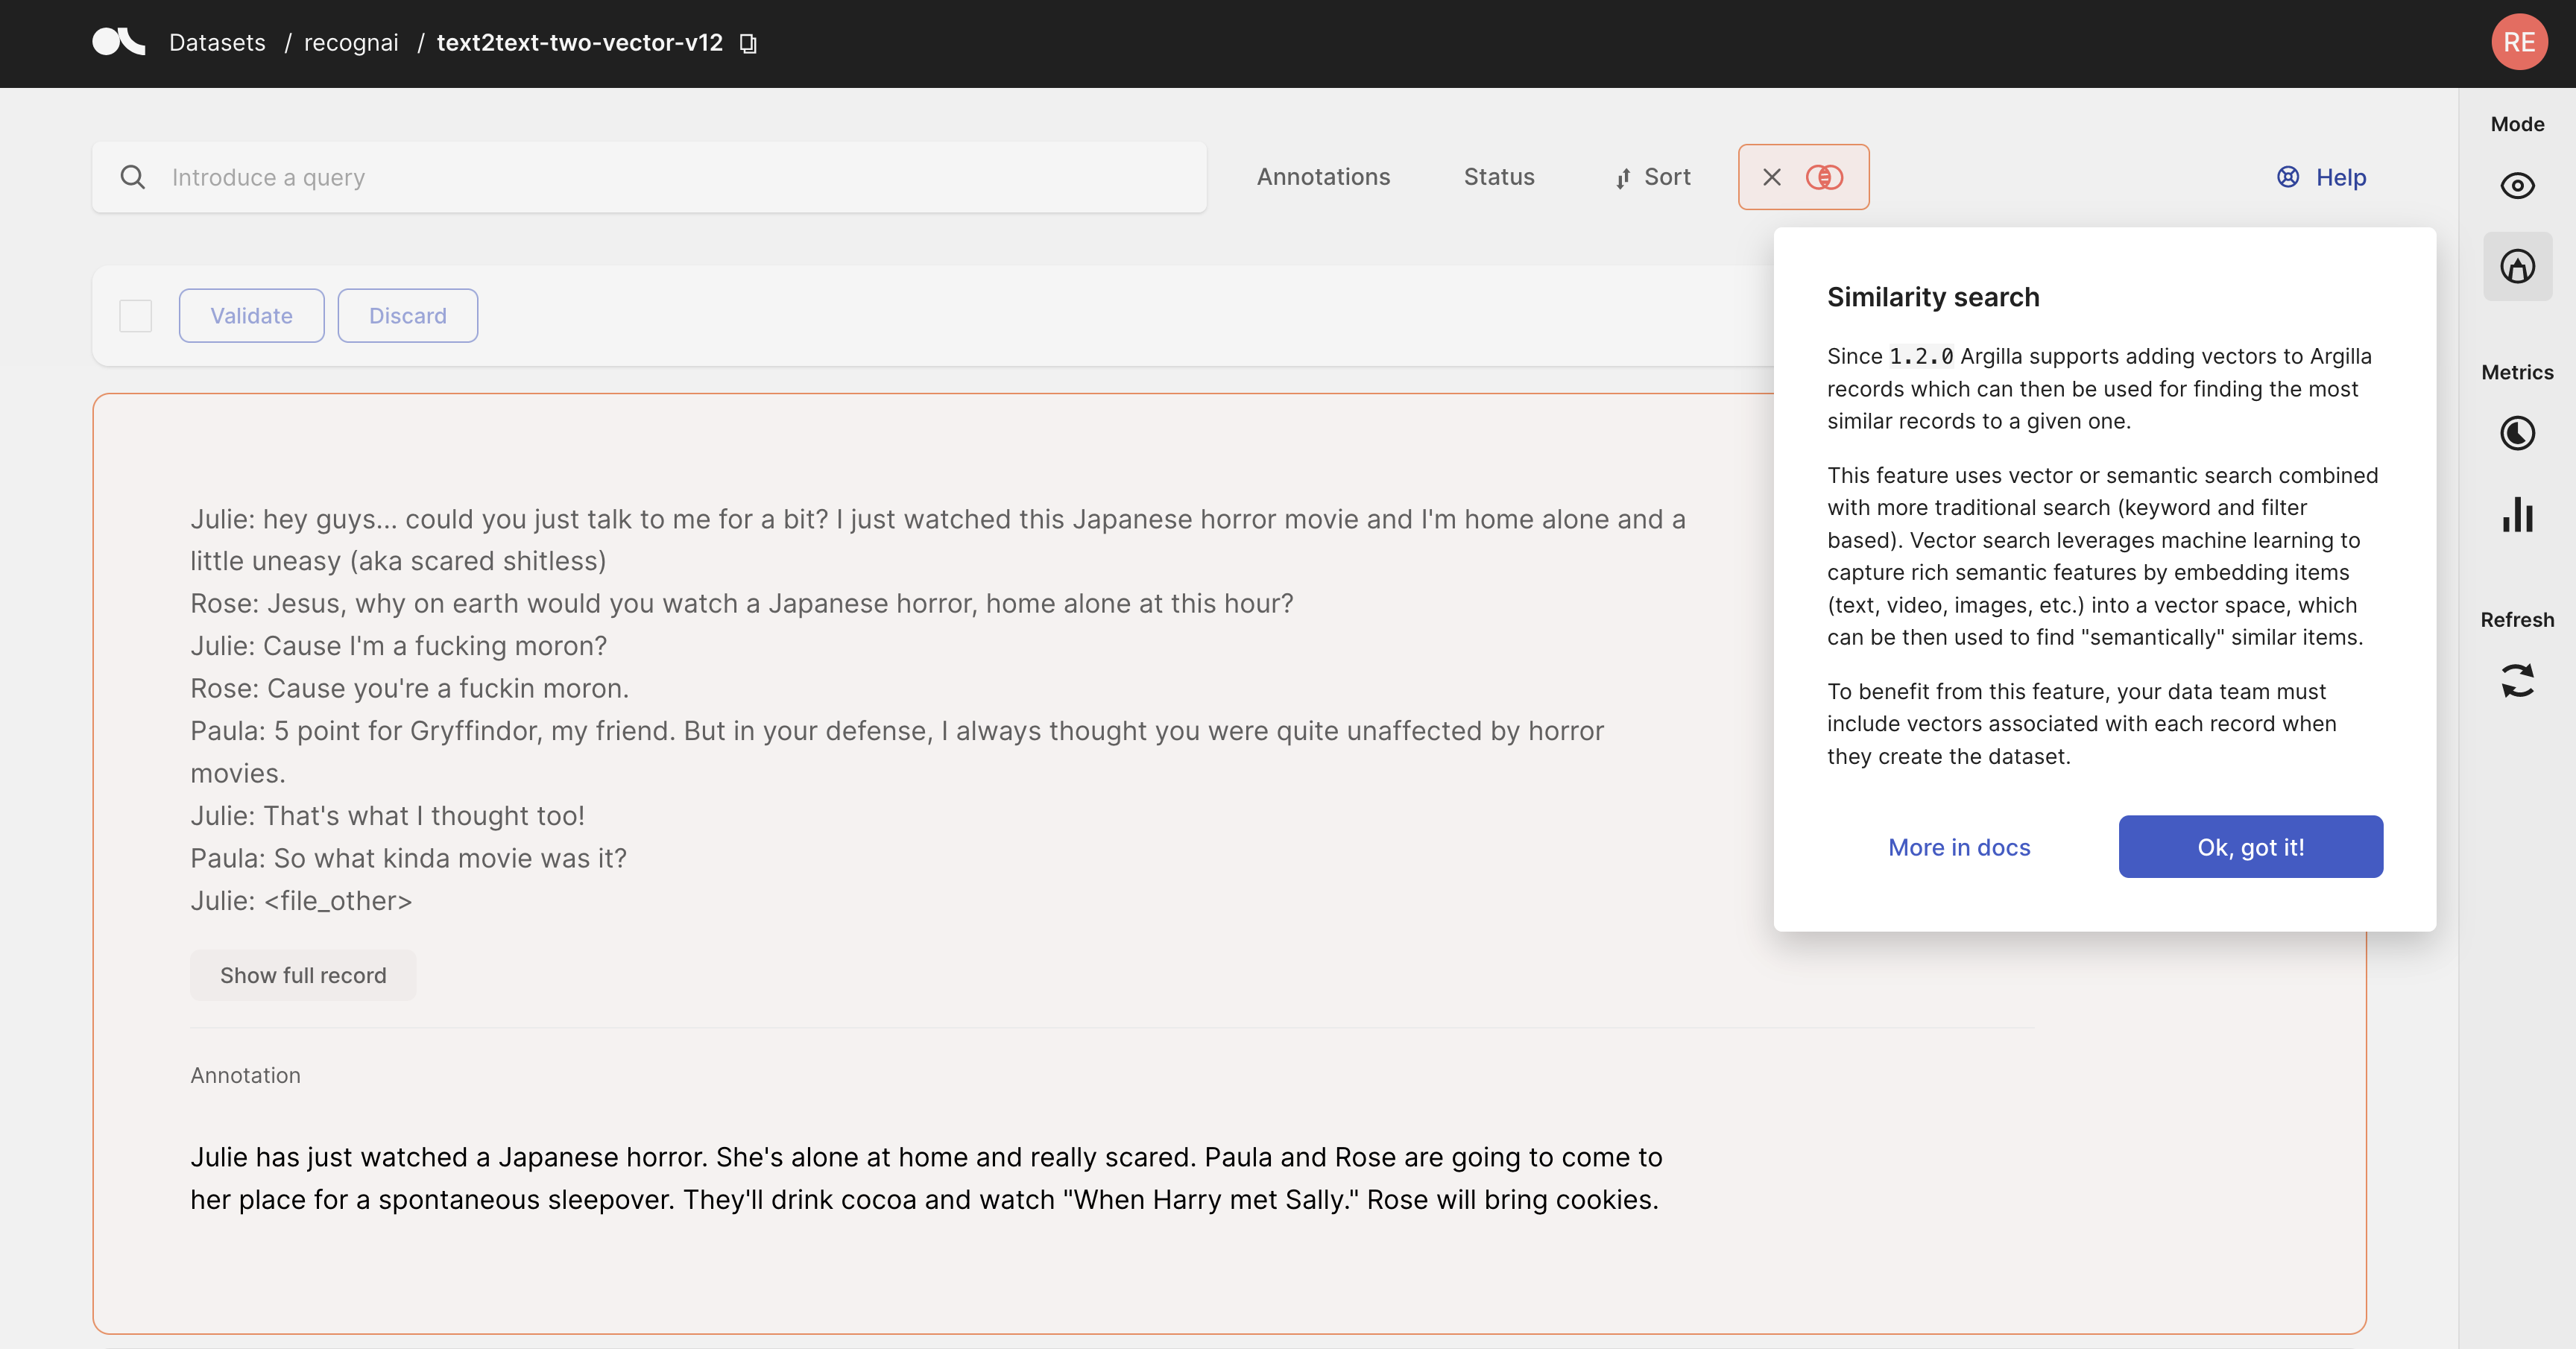 Datasets / recognai / text2text-two-vector-v12
RE
Introduce a query
Annotations
Status
Sort
Help
Validate
Discard
Julie: hey guys... could you just talk to me for a bit? I just watched this Japanese horror movie and I'm home alone and a
little uneasy (aka scared shitless)
Rose: Jesus, why on earth would you watch a Japanese horror, home alone at this hour?
Julie: Cause I'm a fucking moron?
Rose: Cause you're a fuckin moron.
Paula: 5 point for Gryffindor, my friend. But in your defense, I always thought you were quite unaffected by horror
movies.
Julie: That's what I thought too!
Paula: So what kinda movie was it?
Julie: <file_other>
Show full record
Annotation
Julie has just watched a Japanese horror. She's alone at home and really scared. Paula and Rose are going to come to
her place for a spontaneous sleepover. They'll drink cocoa and watch "When Harry met Sally." Rose will bring cookies.
Similarity search
Since 1.2.0 Argilla supports adding vectors to Argilla
records which can then be used for finding the most
similar records to a given one.
This feature uses vector or semantic search combined
with more traditional search (keyword and filter
based). Vector search leverages machine learning to
capture rich semantic features by embedding items
(text, video, images, etc.) into a vector space, which
can be then used to find "semantically" similar items.
To benefit from this feature, your data team must
include vectors associated with each record when
they create the dataset.
More in docs
Ok, got it!
Mode
Metrics
Refresh